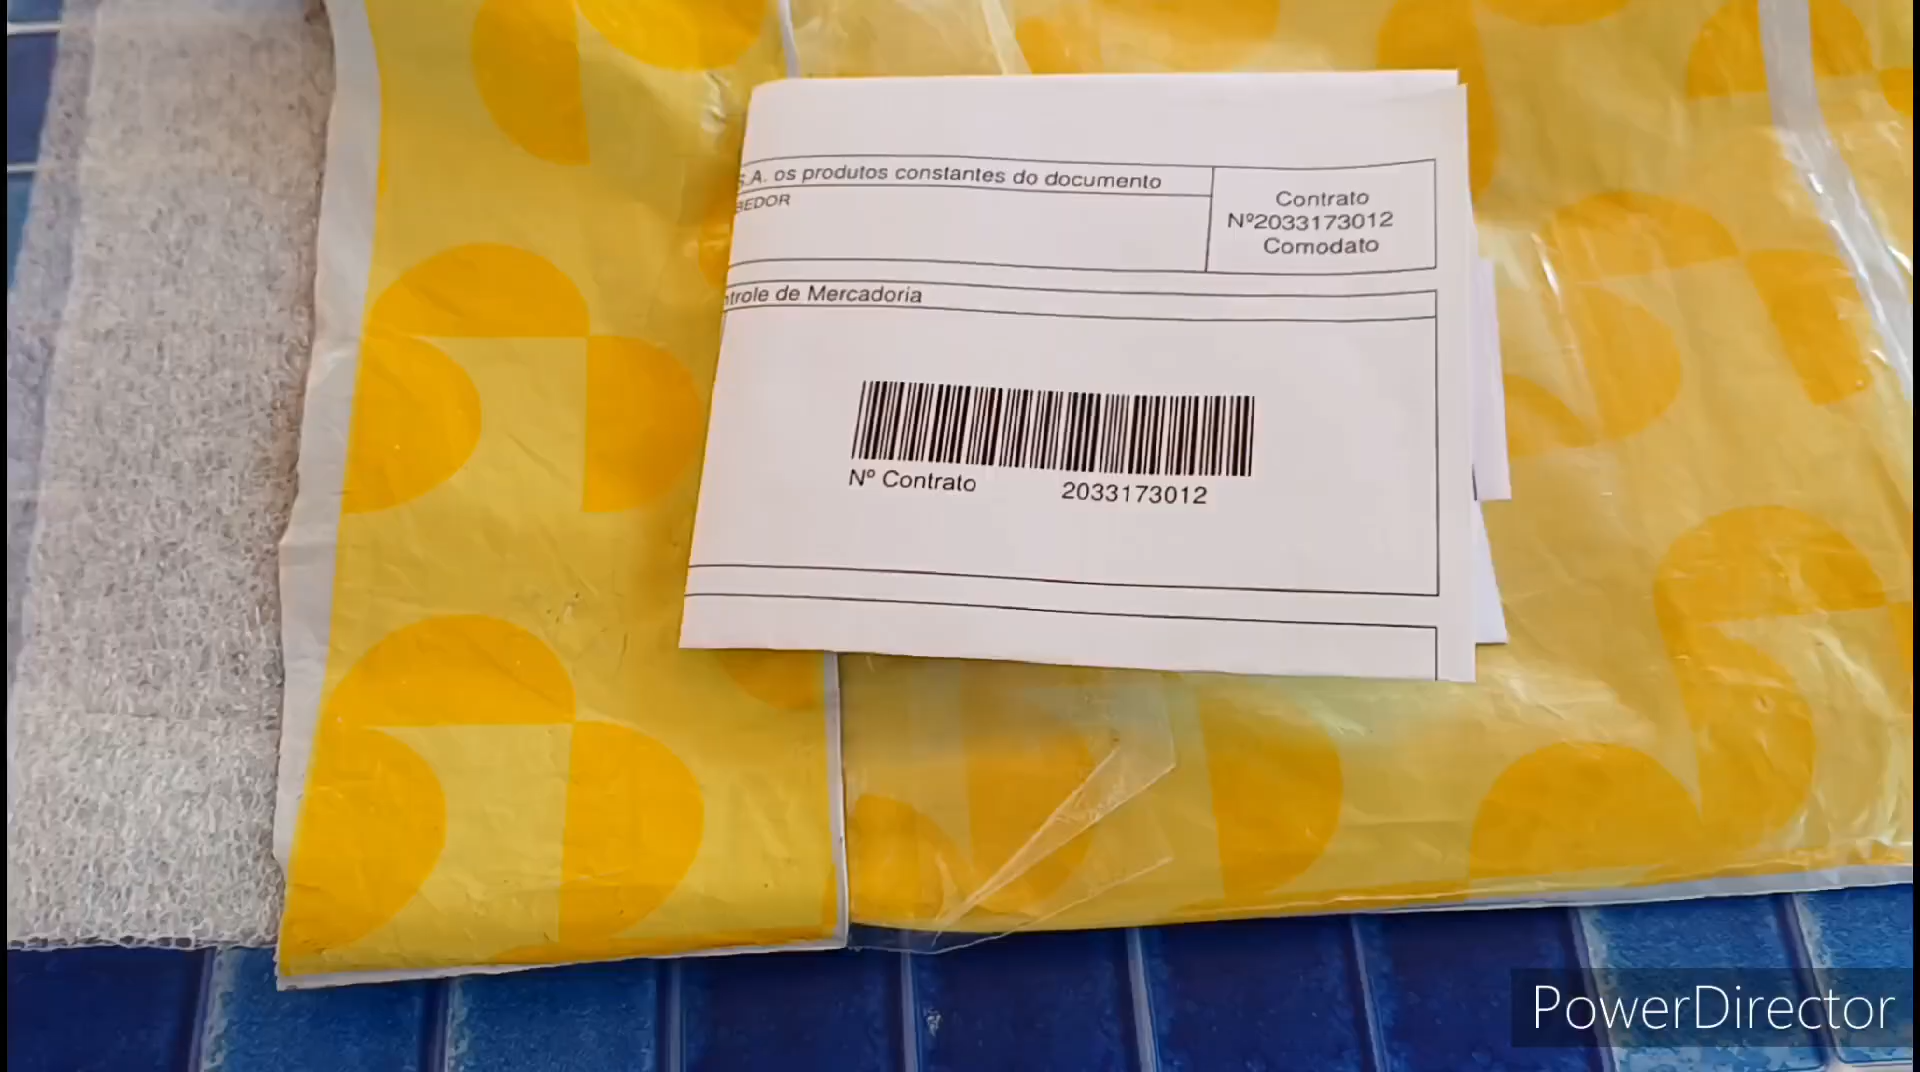 S.A. os produtos constantes do documento
BEDOR
Contrato
Nº2033173012
Comodato
ntrole de Mercadoria
Nº Contrato 2033173012
PowerDirector